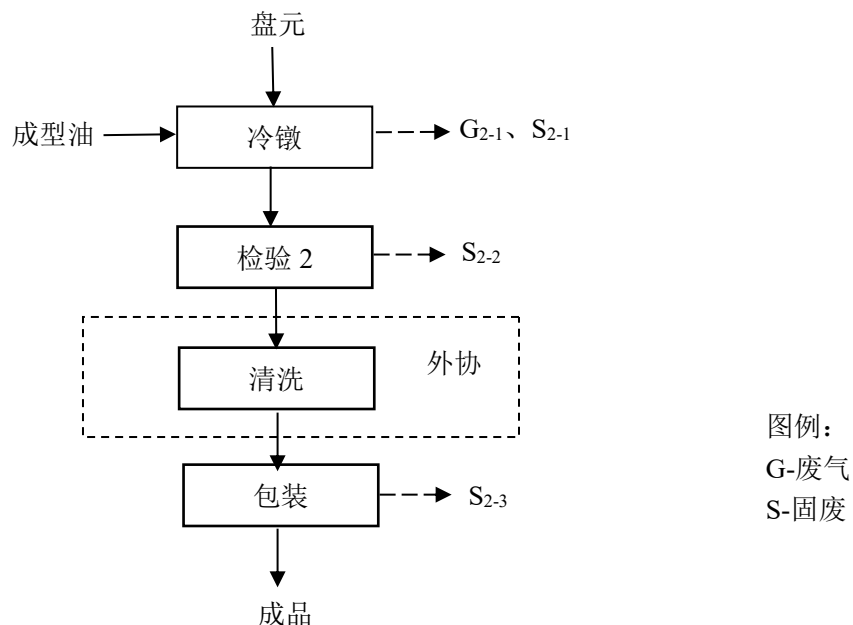 盘元
成型油
冷镦
G2-1、S2-1
检验 2
S2-2
外协
清洗
图例：
G-废气
S-固废
包装
S2-3
成品